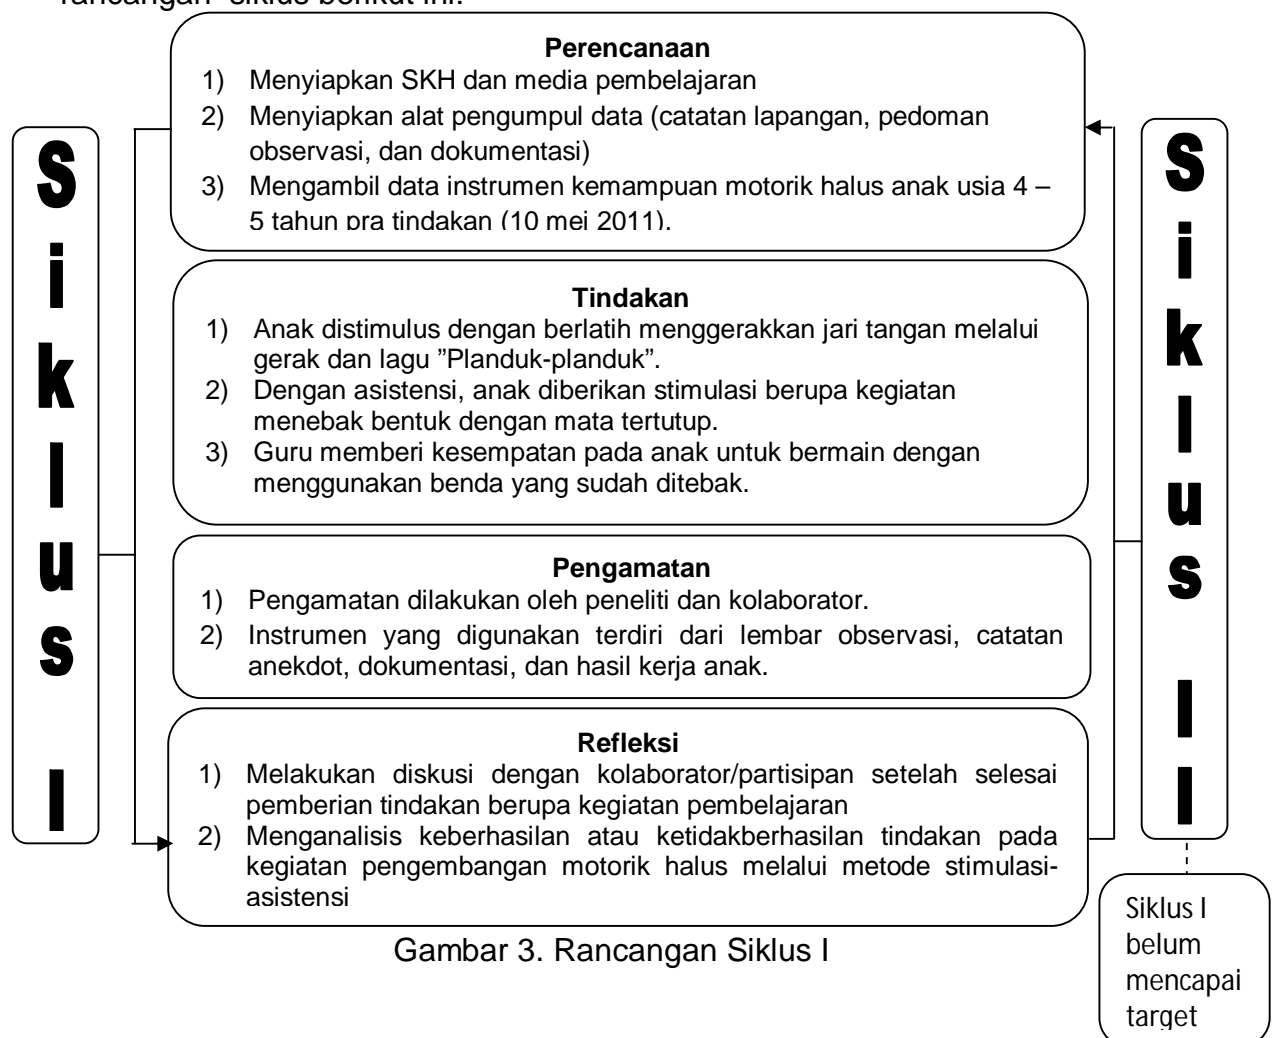 rancangan siklus berikut ini.
Perencanaan
1) Menyiapkan SKH dan media pembelajaran
2) Menyiapkan alat pengumpul data (catatan lapangan, pedoman
observasi, dan dokumentasi)
3) Mengambil data instrumen kemampuan motorik halus anak usia 4 –
5 tahun pra tindakan (10 mei 2011).
Siklus I
Tindakan
1) Anak distimulus dengan berlatih menggerakkan jari tangan melalui
gerak dan lagu ”Planduk-planduk”.
2) Dengan asistensi, anak diberikan stimulasi berupa kegiatan
menebak bentuk dengan mata tertutup.
3) Guru memberi kesempatan pada anak untuk bermain dengan
menggunakan benda yang sudah ditebak.
Pengamatan
1) Pengamatan dilakukan oleh peneliti dan kolaborator.
2) Instrumen yang digunakan terdiri dari lembar observasi, catatan
anekdot, dokumentasi, dan hasil kerja anak.
Refleksi
1) Melakukan diskusi dengan kolaborator/partisipan setelah selesai
pemberian tindakan berupa kegiatan pembelajaran
2) Menganalisis keberhasilan atau ketidakberhasilan tindakan pada
kegiatan pengembangan motorik halus melalui metode stimulasi-
asistensi
Siklus II
Siklus I
belum
mencapai
target
Gambar 3. Rancangan Siklus I